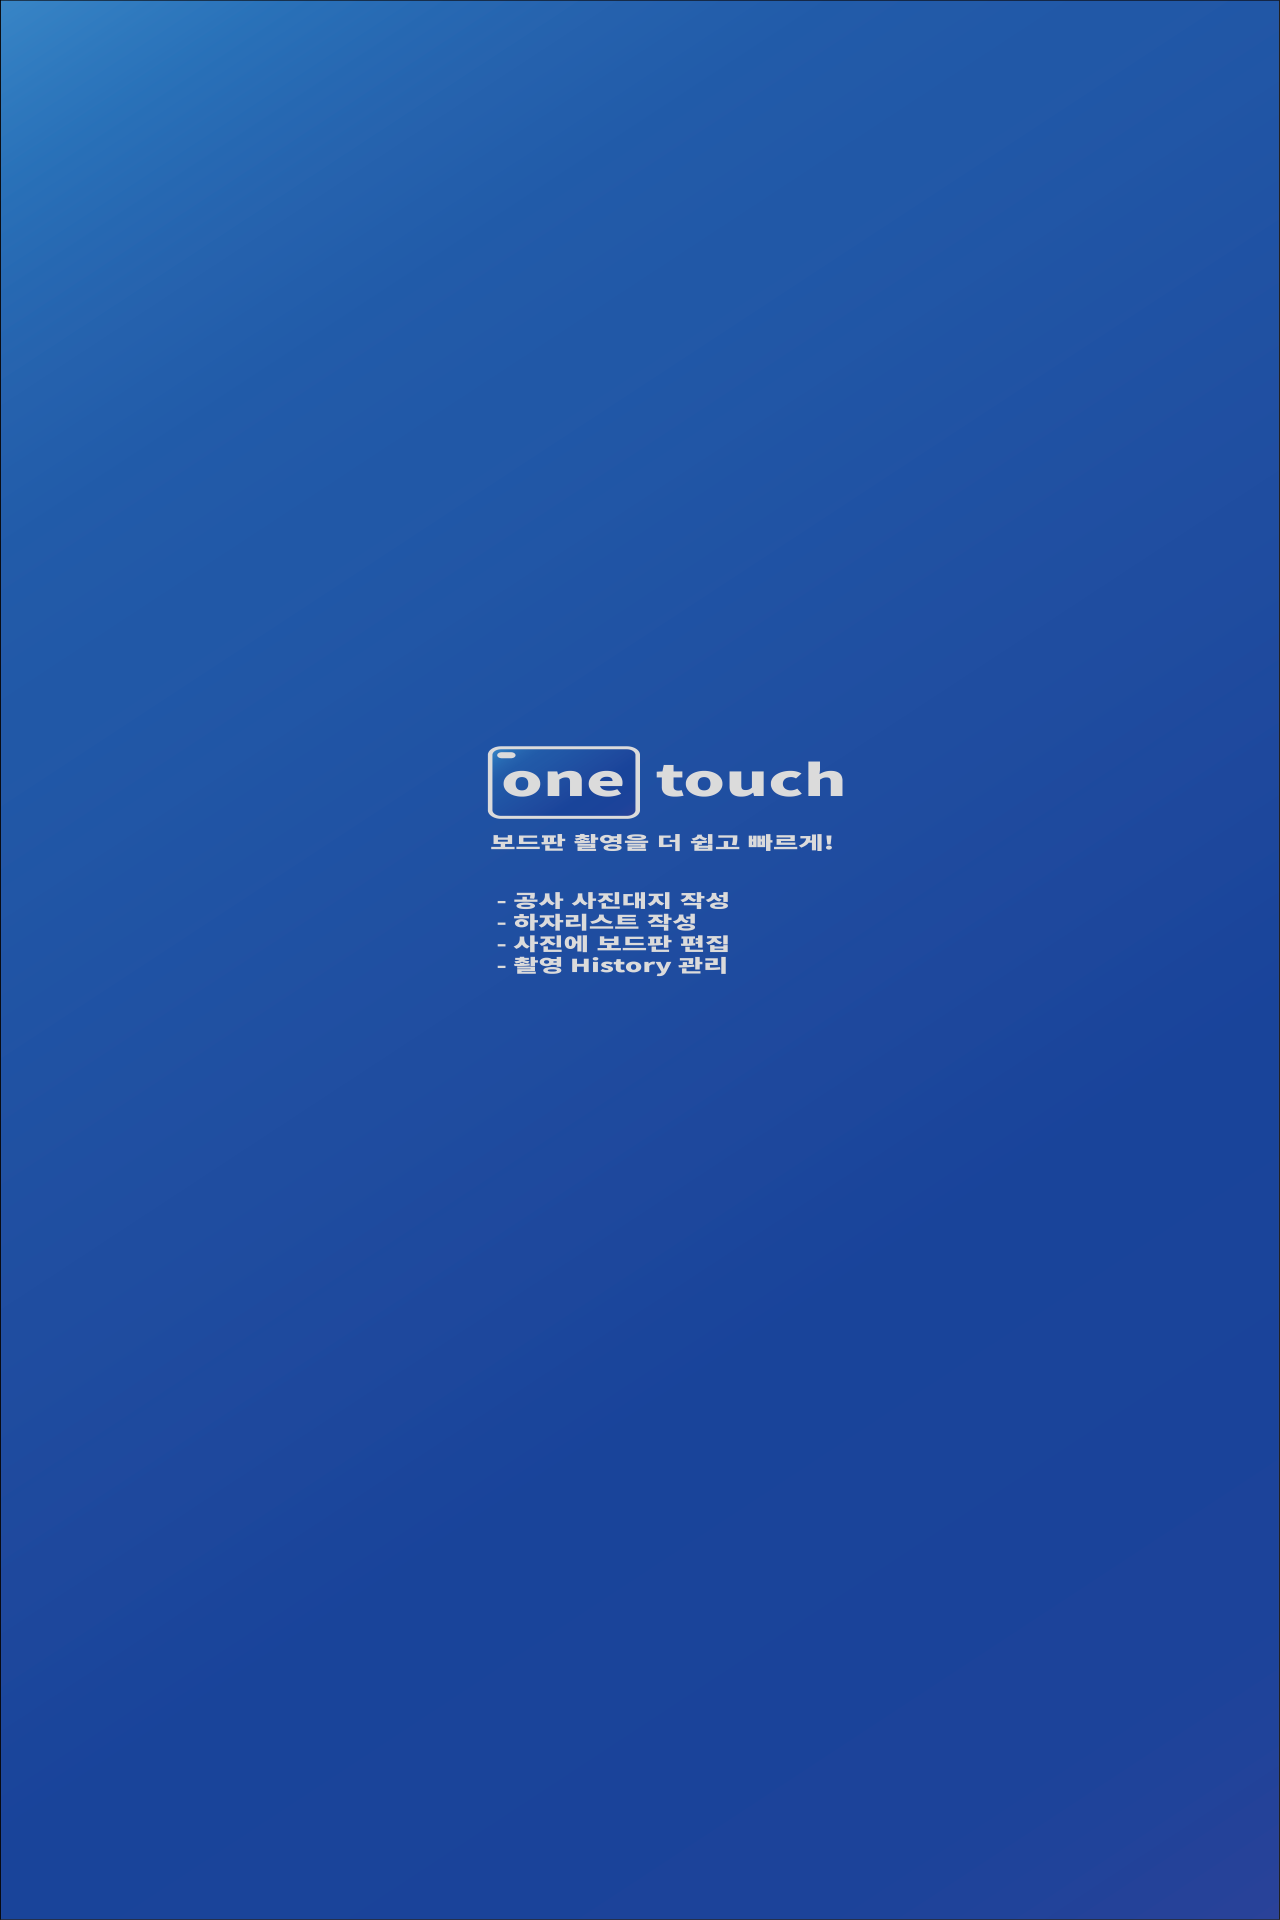 one touch
보드판 촬영을 더 쉽고 빠르게!
- 공사 사진대지 작성
- 하자리스트 작성
- 사진에 보드판 편집
- 촬영 History 관리